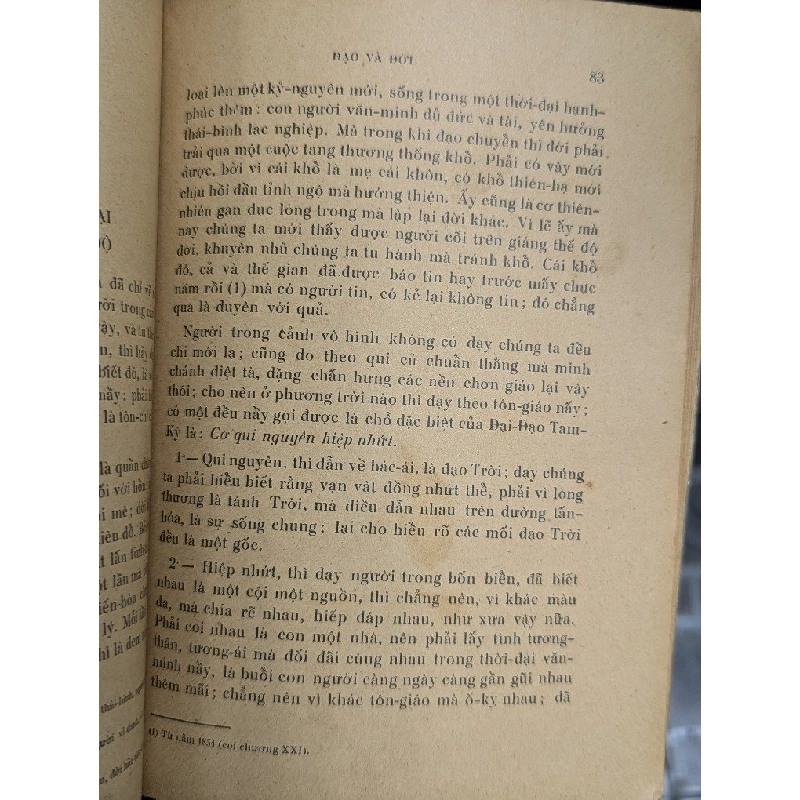 ĐẠO VÀ ĐỜI
83
loại lên một kỷ-nguyên mới, sống trong một thời-đại hạnh-
phúc thêm: con người văn-minh đủ đức và tài, yên hưởng
thái-bình lạc nghiệp. Mà trong khi đạo chuyển thì đời phải
trải qua một cuộc tang thương thống khổ. Phải có vậy mới
được, bởi vì cái khổ là mẹ cái khôn, có khổ thiên-hạ mới
chịu hồi đầu tỉnh ngộ mà hướng thiện. Ấy cũng là cơ thiên-
nhiên gạn đục lóng trong mà lập lại đời khác. Vì lẽ ấy mà
nay chúng ta mới thấy được người cõi trên giáng thế độ
đời, khuyên nhủ chúng ta tu hành mà tránh khổ. Cái khổ
đó, cả và thế gian đã được báo tin hay trước mấy chục
năm rồi (1) mà có người tin, có kẻ lại không tin; đó chẳng
qua là duyên với quả.
Người trong cảnh vô hình không có dạy chúng ta đều
chi mới lạ; cũng do theo qui củ chuẩn thẳng mà minh
chánh diệt tà, đặng chấn hưng các nền chơn giáo lại vậy
thôi; cho nên ở phương trời nào thì dạy theo tôn-giáo nấy;
có một đều nầy gọi được là chỗ đặc biệt của Đại-Đạo Tam-
Kỳ là: Cơ qui nguyên hiệp nhứt.
1·— Qui nguyên, thì dẫn về bác-ái, là đạo Trời; dạy chúng
ta phải hiểu biết rằng vạn vật đồng nhứt thể, phải vì lòng
thương là tánh Trời, mà diều dẫn nhau trên đường tấn-
hóa, là sự sống chung; lại cho hiểu rõ các mối đạo Trời
đều là một gốc.
2·— Hiệp nhứt, thì dạy người trong bốn biển, đã biết
nhau là một cội một nguồn, thì chẳng nên, vì khác màu
da, mà chia rẽ nhau, hiếp đáp nhau, như xưa vậy nữa.
Phải coi nhau là con một nhà, nên phải lấy tình tương-
thân, tương-ái mà đối đãi cùng nhau trong thời-đại văn-
minh nầy, là buổi con người càng ngày càng gần gũi nhau
thêm mãi; chẳng nên vì khác tôn-giáo mà ố-kỵ nhau; đã
(1) Từ năm 1854 (coi chương XXI).